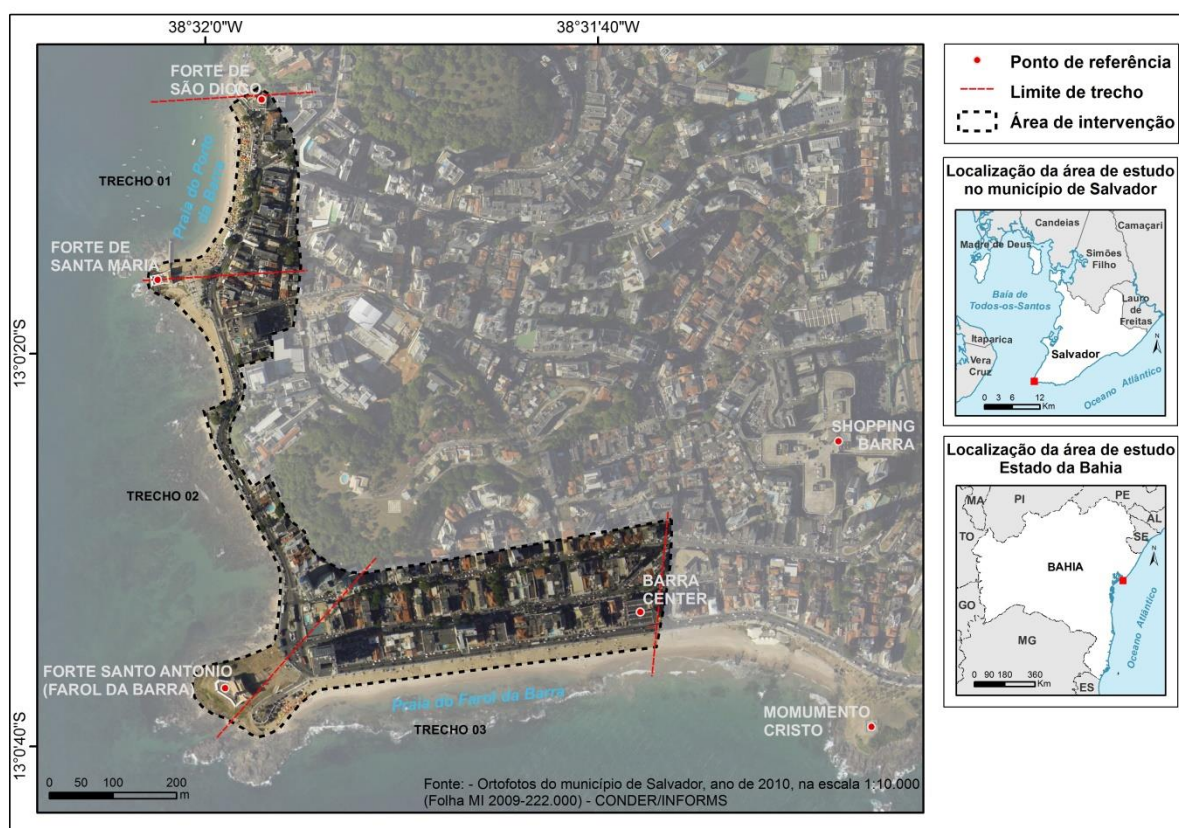 38°32'0"W
38°31'40"W
13°0'20"S
13°0'40"S
FORTE DE
SÃO DIOGO
TRECHO 01
Praia do Porto
da Barra
FORTE DE
SANTA MARIA
TRECHO 02
SHOPPING
BARRA
BARRA
CENTER
FORTE SANTO ANTONIO
(FAROL DA BARRA)
Praia do Farol da Barra
TRECHO 03
MOMUMENTO
CRISTO
0 50 100 200
m
Fonte: - Ortofotos do município de Salvador, ano de 2010, na escala 1:10.000
(Folha MI 2009-222.000) - CONDER/INFORMS
Ponto de referência
Limite de trecho
Área de intervenção
Localização da área de estudo
no município de Salvador
Candeias
Camaçari
Madre de Deus
Simões
Filho
Baía de
Todos-os-Santos
Lauro
de
Freitas
Itaparica
Vera
Cruz
Salvador
N
Oceano Atlântico
0 3 6 12
Km
Localização da área de estudo
Estado da Bahia
MA
PI
PE
AL
SE
TO
N
BAHIA
GO
MG
Oceano Atlântico
ES
0 90 180 360
Km